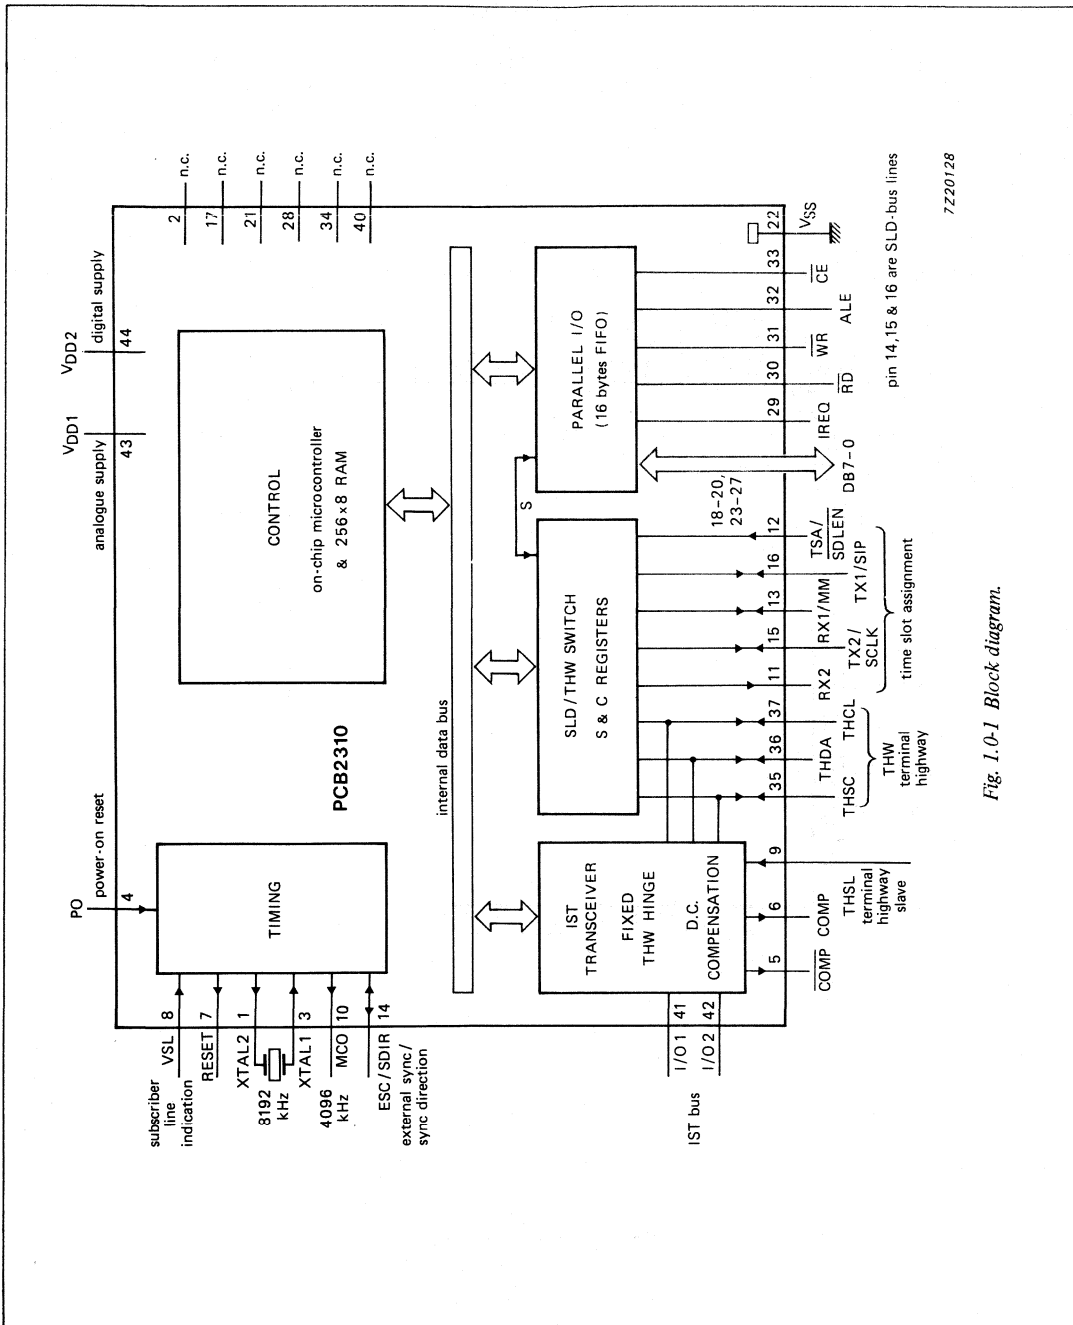 PO
power-on reset
4
VDD1
analogue supply
43
VDD2
digital supply
44
subscriber
line
indication
VSL 8
RESET 7
XTAL2 1
8192
kHz
XTAL1 3
4096
kHz
MCO 10
ESC/SDIR 14
external sync/
sync direction
TIMING
PCB2310
CONTROL
on-chip microcontroller
& 256 x 8 RAM
2 n.c.
17 n.c.
21 n.c.
28 n.c.
34 n.c.
40 n.c.
internal data bus
IST bus
I/O1 41
I/O2 42
IST
TRANSCEIVER
FIXED
THW HINGE
D.C.
COMPENSATION
SLD/THW SWITCH
S & C REGISTERS
S
PARALLEL I/O
(16 bytes FIFO)
5
COMP
6
COMP
9
THSL
terminal
highway
slave
35
THSC
36
THDA
37
THCL
THW
terminal
highway
11
RX2
15
TX2/
SCLK
13
RX1/MM
16
TX1/SIP
12
TSA/
SDLEN
time slot assignment
18-20,
23-27
DB7-0
29
IREQ
30
RD
31
WR
32
ALE
33
CE
22
VSS
pin 14,15 & 16 are SLD-bus lines
7Z20128
Fig. 1.0-1 Block diagram.